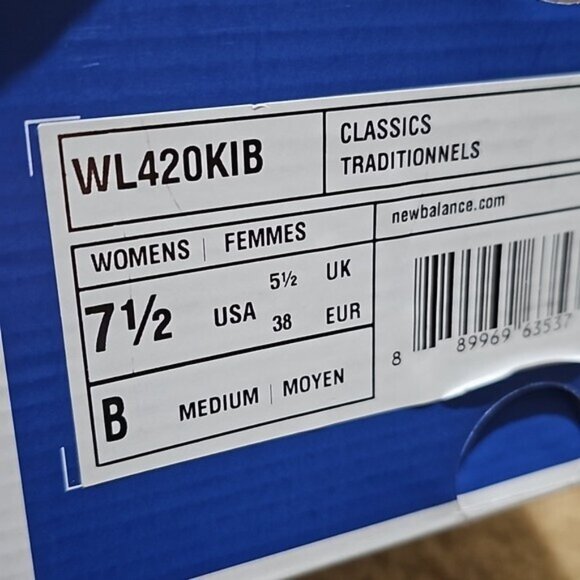 WL420KIB
CLASSICS
TRADITIONNELS
newbalance.com
WOMENS | FEMMES
7½ USA 5½ UK
38 EUR
B MEDIUM | MOYEN
8 89969 63537